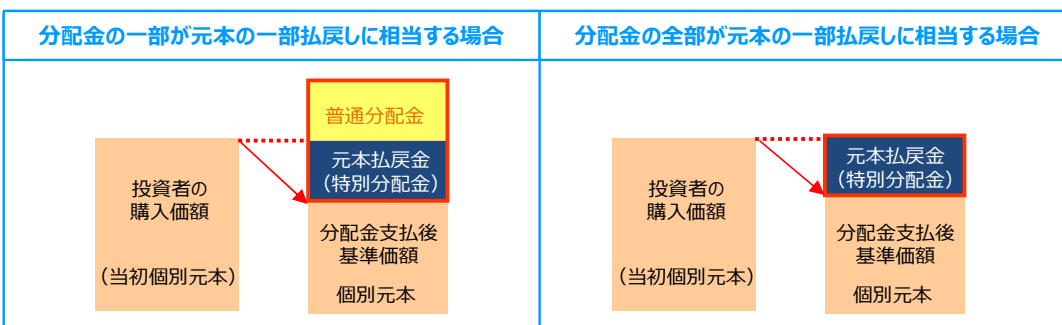 分配金の一部が元本の一部払戻しに相当する場合
分配金の全部が元本の一部払戻しに相当する場合
普通分配金
元本払戻金
（特別分配金）
投資者の
購入価額
（当初個別元本）
分配金支払後
基準価額
個別元本
元本払戻金
（特別分配金）
投資者の
購入価額
（当初個別元本）
分配金支払後
基準価額
個別元本